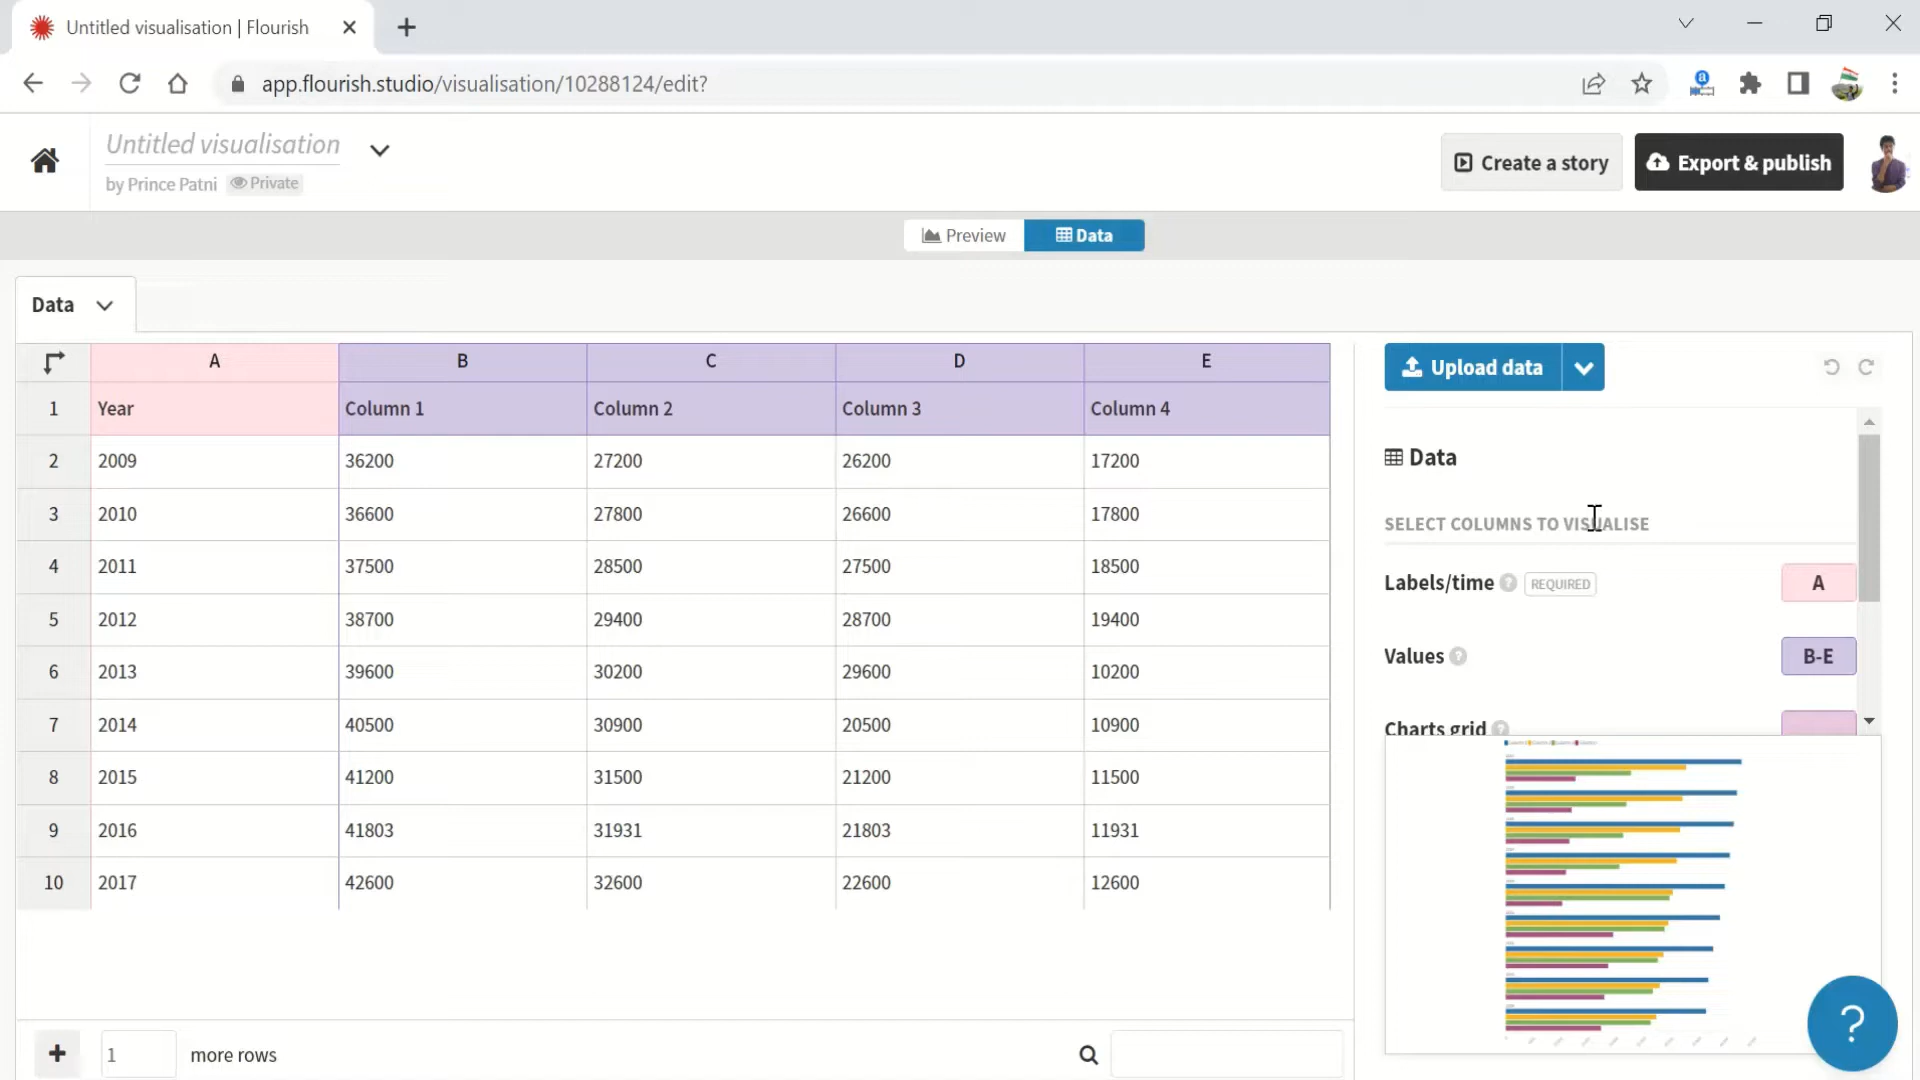 Untitled visualisation | Flourish
app.flourish.studio/visualisation/10288124/edit?
Untitled visualisation
by Prince Patni Private
Create a story
Export & publish
Preview Data
Data
A B C D E
1 Year Column 1 Column 2 Column 3 Column 4
2 2009 36200 27200 26200 17200
3 2010 36600 27800 26600 17800
4 2011 37500 28500 27500 18500
5 2012 38700 29400 28700 19400
6 2013 39600 30200 29600 10200
7 2014 40500 30900 20500 10900
8 2015 41200 31500 21200 11500
9 2016 41803 31931 21803 11931
10 2017 42600 32600 22600 12600
1 more rows
Upload data
Data
SELECT COLUMNS TO VISUALISE
Labels/time ? REQUIRED A
Values ? B-E
Charts grid ?
?